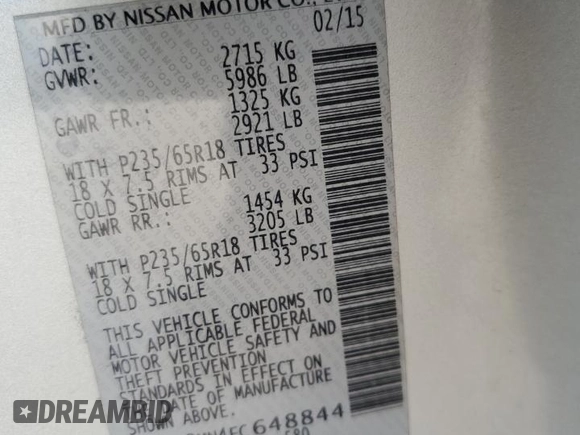 MFD BY NISSAN MOTOR CO.,
DATE: 02/15
GVWR: 2715 KG
5986 LB
GAWR FR.: 1325 KG
2921 LB
WITH P235/65R18 TIRES
18 X 7.5 RIMS AT 33 PSI
COLD SINGLE
GAWR RR.: 1454 KG
3205 LB
WITH P235/65R18 TIRES
18 X 7.5 RIMS AT 33 PSI
COLD SINGLE
THIS VEHICLE CONFORMS TO
ALL APPLICABLE FEDERAL
MOTOR VEHICLE SAFETY AND
THEFT PREVENTION
STANDARDS IN EFFECT ON
DATE OF MANUFACTURE
SHOWN ABOVE.
648844
DREAMBID